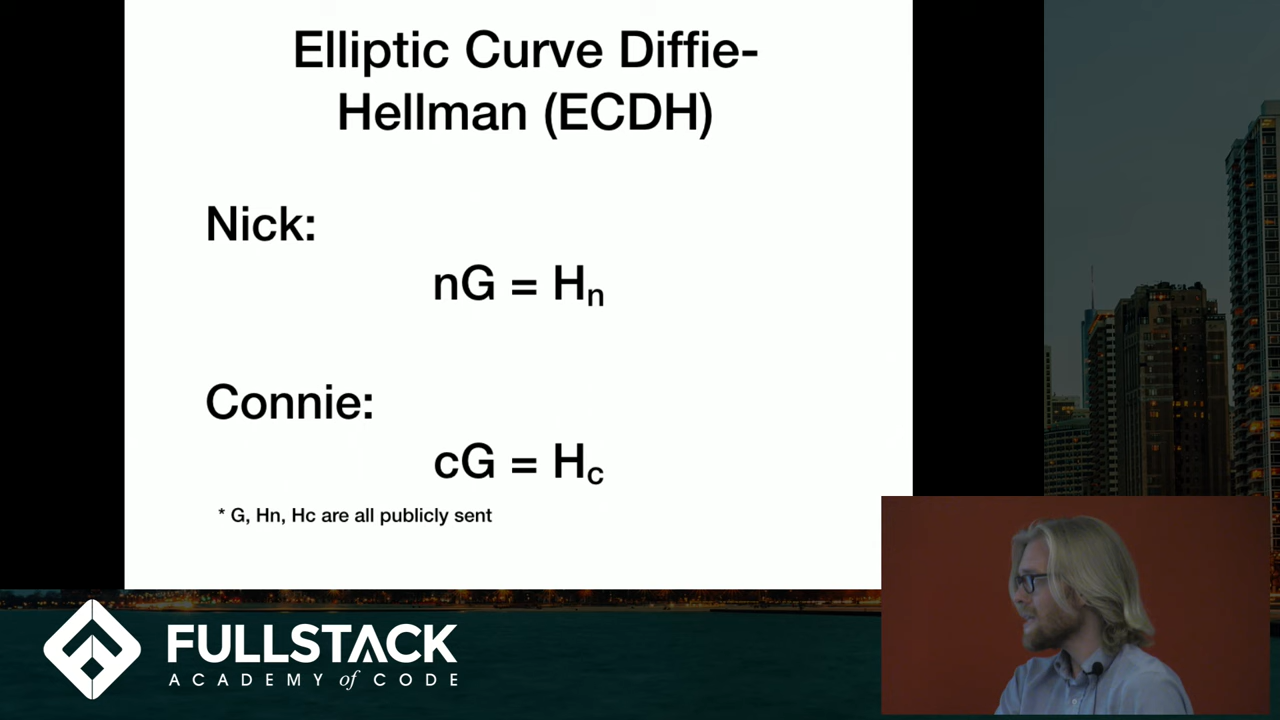 Elliptic Curve Diffie-
Hellman (ECDH)
Nick:
nG = Hn
Connie:
cG = Hc
* G, Hn, Hc are all publicly sent
FULLSTACK
ACADEMY of CODE